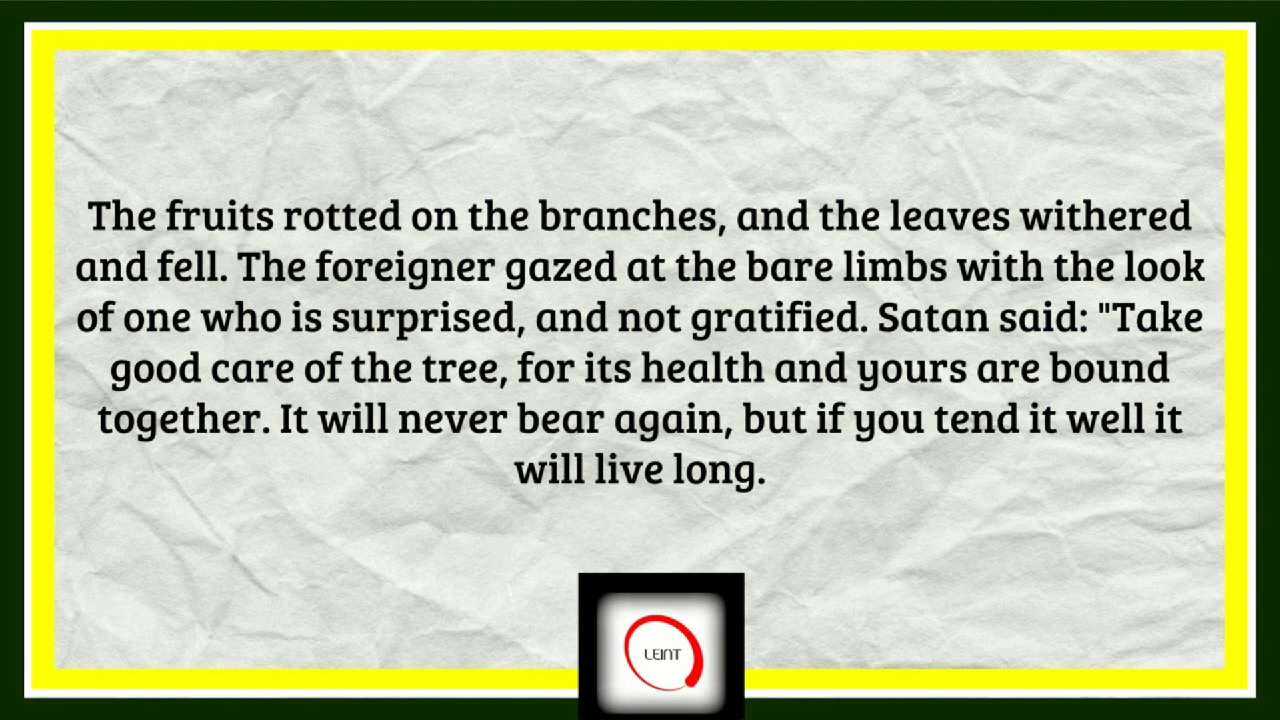 The fruits rotted on the branches, and the leaves withered
and fell. The foreigner gazed at the bare limbs with the look
of one who is surprised, and not gratified. Satan said: "Take
good care of the tree, for its health and yours are bound
together. It will never bear again, but if you tend it well it
will live long.
LEINT